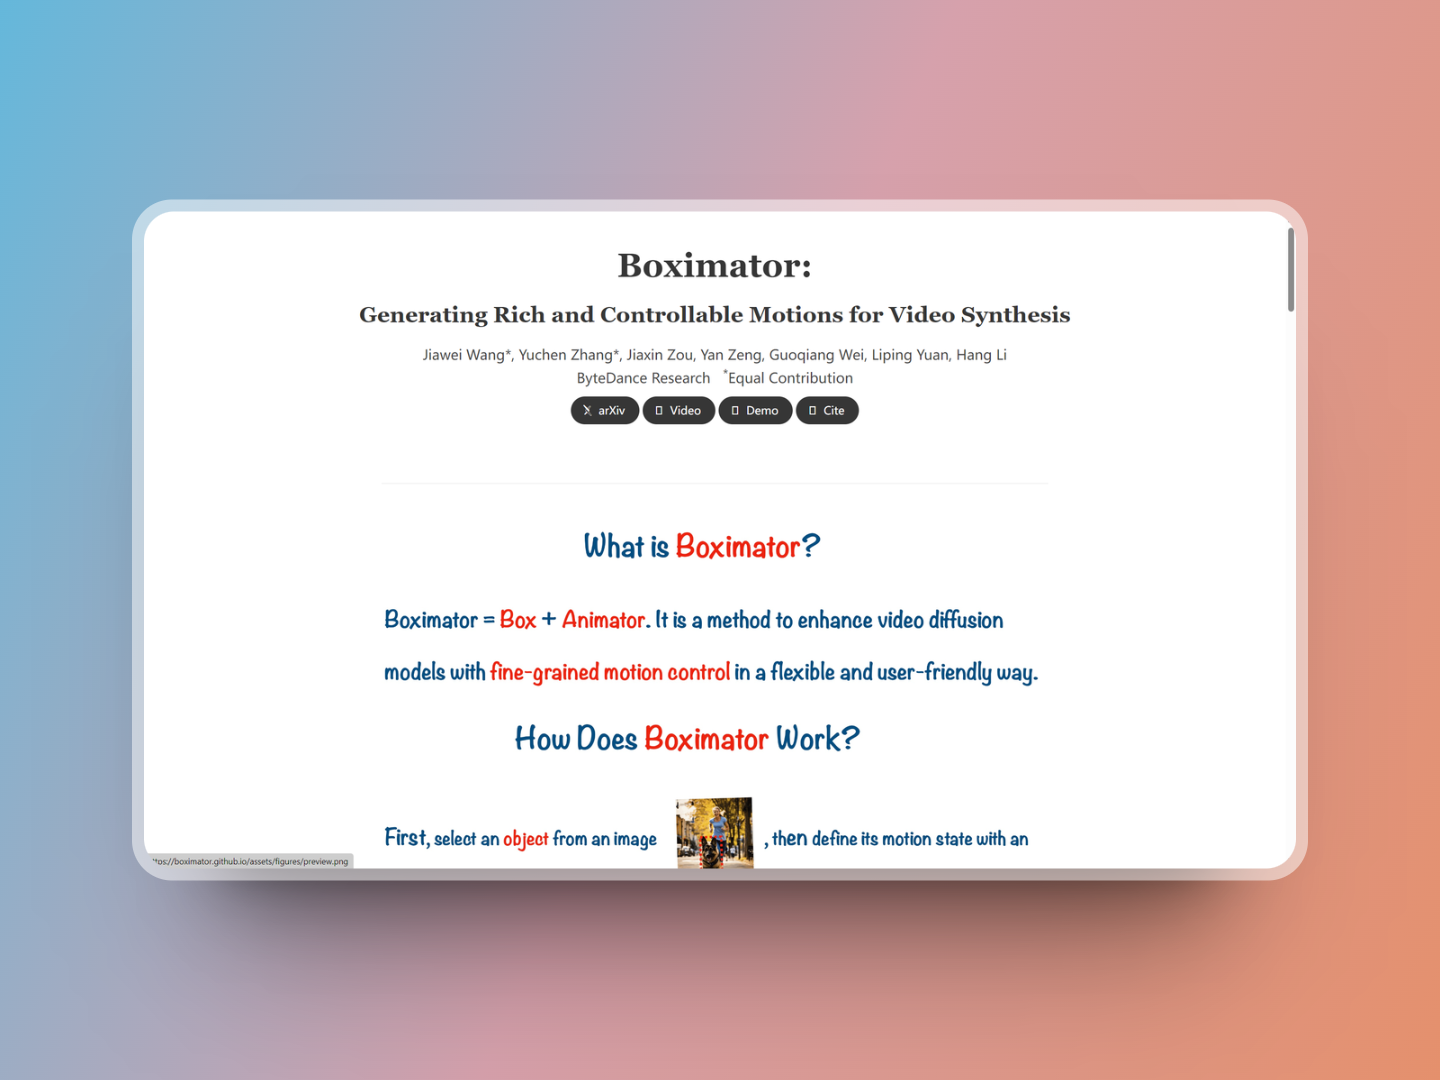 Boximator:
Generating Rich and Controllable Motions for Video Synthesis
Jiawei Wang*, Yuchen Zhang*, Jiaxin Zou, Yan Zeng, Guoqiang Wei, Liping Yuan, Hang Li
ByteDance Research *Equal Contribution
arXiv Video Demo Cite
What is Boximator?
Boximator = Box + Animator. It is a method to enhance video diffusion
models with fine-grained motion control in a flexible and user-friendly way.
How Does Boximator Work?
First, select an object from an image , then define its motion state with an
tps://boximator.github.io/assets/figures/preview.png